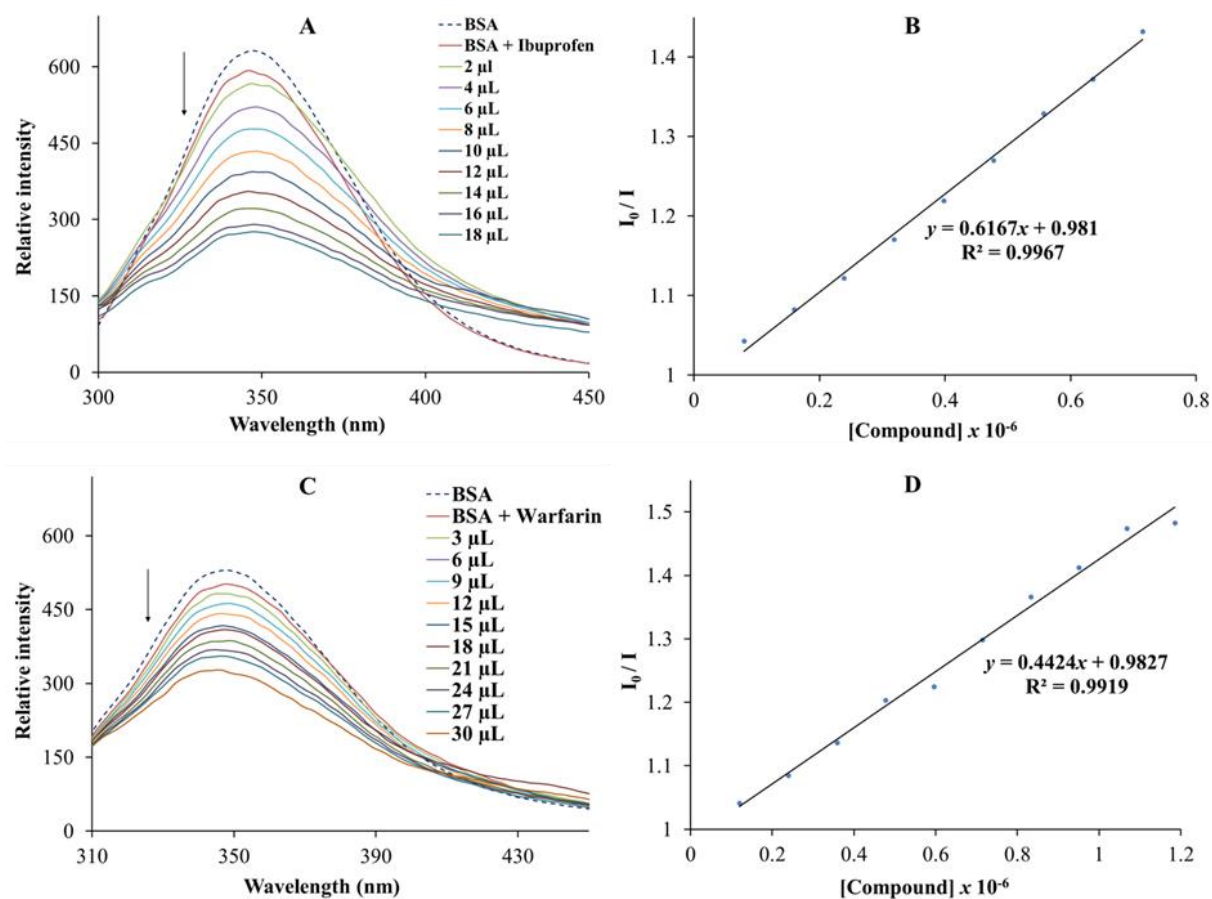 A
BSA
BSA + Ibuprofen
2 µl
4 µL
6 µL
8 µL
10 µL
12 µL
14 µL
16 µL
18 µL
Relative intensity
600
450
300
150
0
300
350
400
450
Wavelength (nm)
B
I₀ / I
1.4
1.3
1.2
1.1
1
y = 0.6167x + 0.981
R² = 0.9967
0
0.2
0.4
0.6
0.8
[Compound] x 10⁻⁶
C
BSA
BSA + Warfarin
3 µL
6 µL
9 µL
12 µL
15 µL
18 µL
21 µL
24 µL
27 µL
30 µL
Relative intensity
600
450
300
150
0
310
350
390
430
Wavelength (nm)
D
I₀ / I
1.5
1.4
1.3
1.2
1.1
1
y = 0.4424x + 0.9827
R² = 0.9919
0
0.2
0.4
0.6
0.8
1
1.2
[Compound] x 10⁻⁶